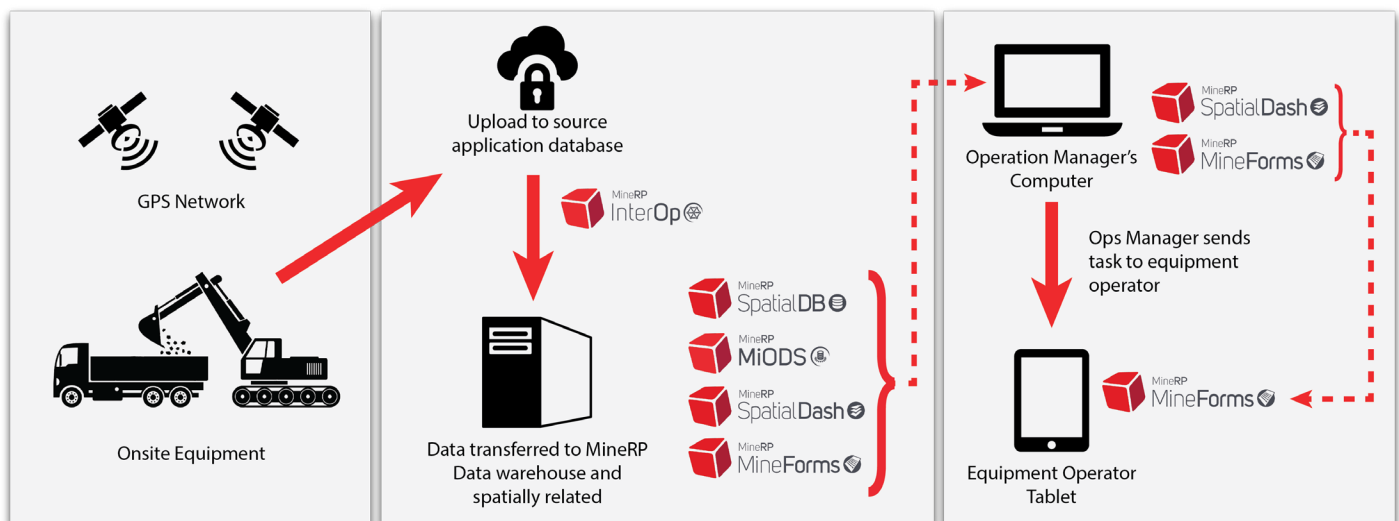 GPS Network
Onsite Equipment
Upload to source
application database
MineRP
InterOp
Data transferred to MineRP
Data warehouse and
spatially related
MineRP
SpatialDB
MineRP
MiODS
MineRP
SpatialDash
MineRP
MineForms
Operation Manager's
Computer
MineRP
SpatialDash
MineRP
MineForms
Ops Manager sends
task to equipment
operator
MineRP
MineForms
Equipment Operator
Tablet